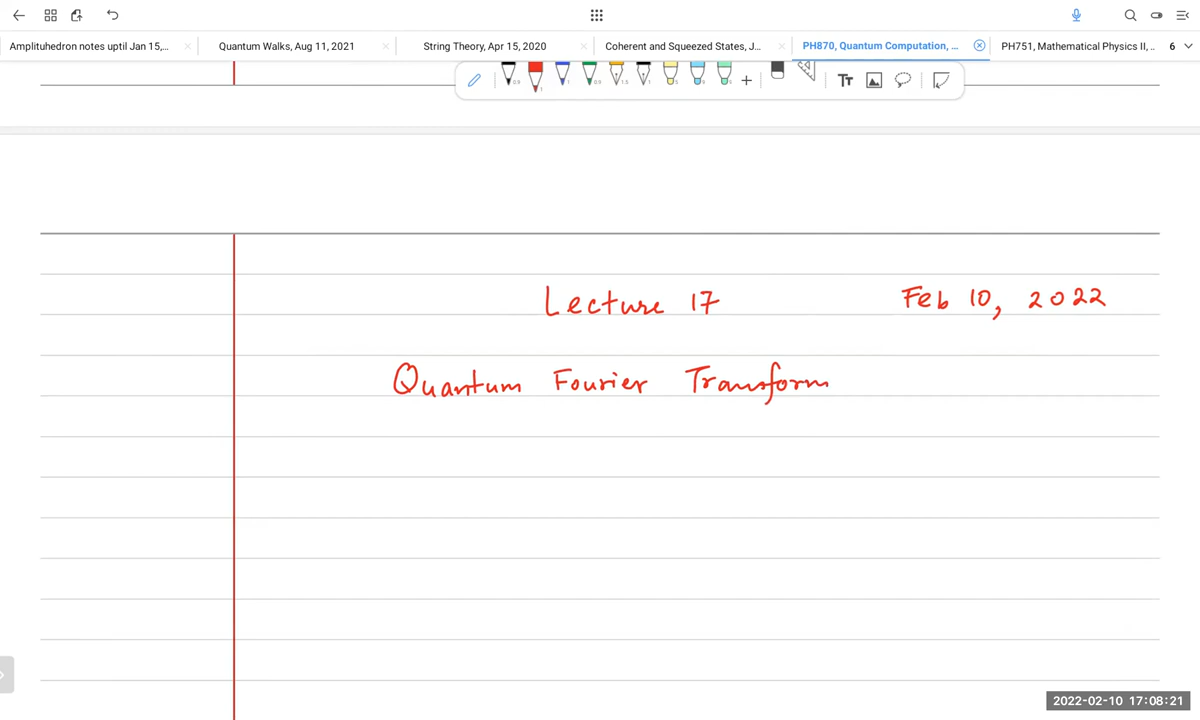 Amplituhedron notes uptil Jan 15,...
Quantum Walks, Aug 11, 2021
String Theory, Apr 15, 2020
Coherent and Squeezed States, J...
PH870, Quantum Computation, ...
PH751, Mathematical Physics II, ..
6
Tт
Lecture 17
Feb 10, 2022
Quantum Fourier Transform
2022-02-10 17:08:21